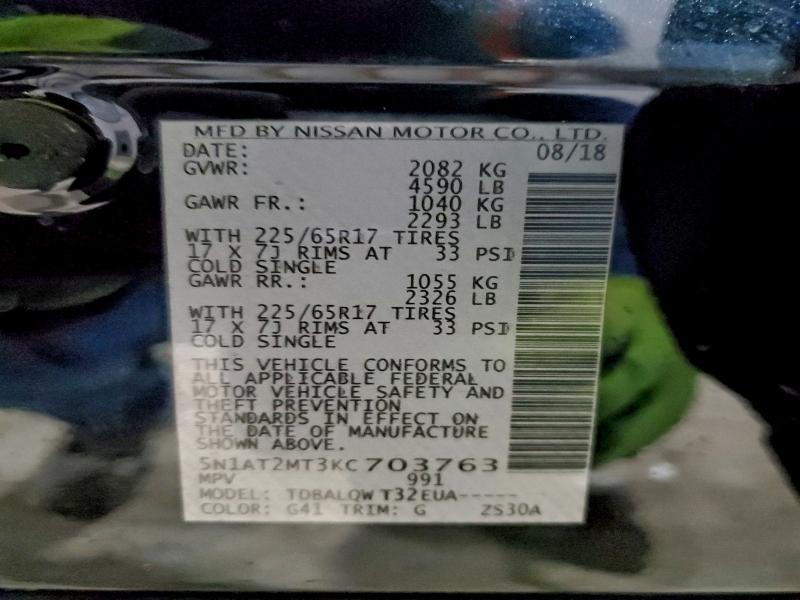 MFD BY NISSAN MOTOR CO., LTD.
DATE: 08/18
GVWR: 2082 KG
4590 LB
GAWR FR.: 1040 KG
2293 LB
WITH 225/65R17 TIRES
17 X 7J RIMS AT 33 PSI
COLD SINGLE
GAWR RR.: 1055 KG
2326 LB
WITH 225/65R17 TIRES
17 X 7J RIMS AT 33 PSI
COLD SINGLE
THIS VEHICLE CONFORMS TO
ALL APPLICABLE FEDERAL
MOTOR VEHICLE SAFETY AND
THEFT PREVENTION
STANDARDS IN EFFECT ON
THE DATE OF MANUFACTURE
SHOWN ABOVE.
5N1AT2MT3KC703763
MPV 991
MODEL: TDBALQW T32EUA-----
COLOR: G41 TRIM: G ZS30A